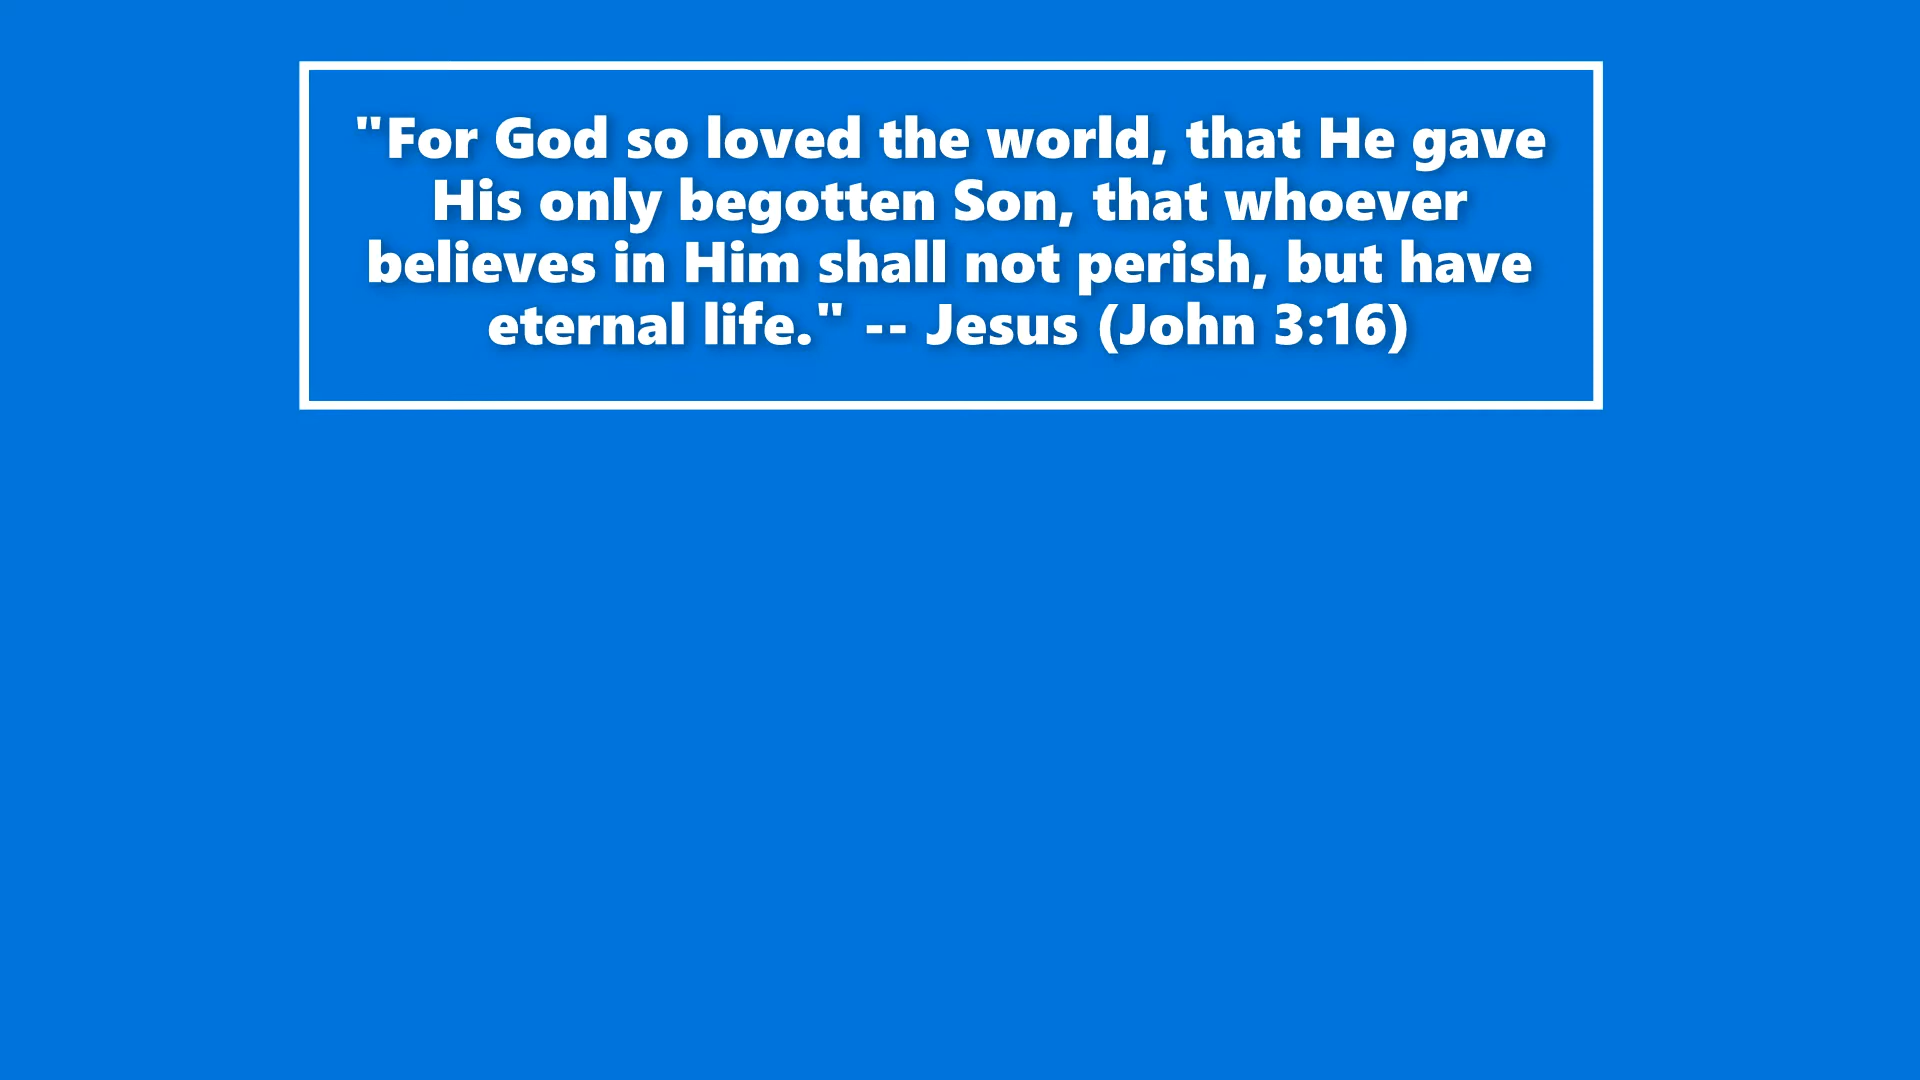 "For God so loved the world, that He gave
His only begotten Son, that whoever
believes in Him shall not perish, but have
eternal life." -- Jesus (John 3:16)